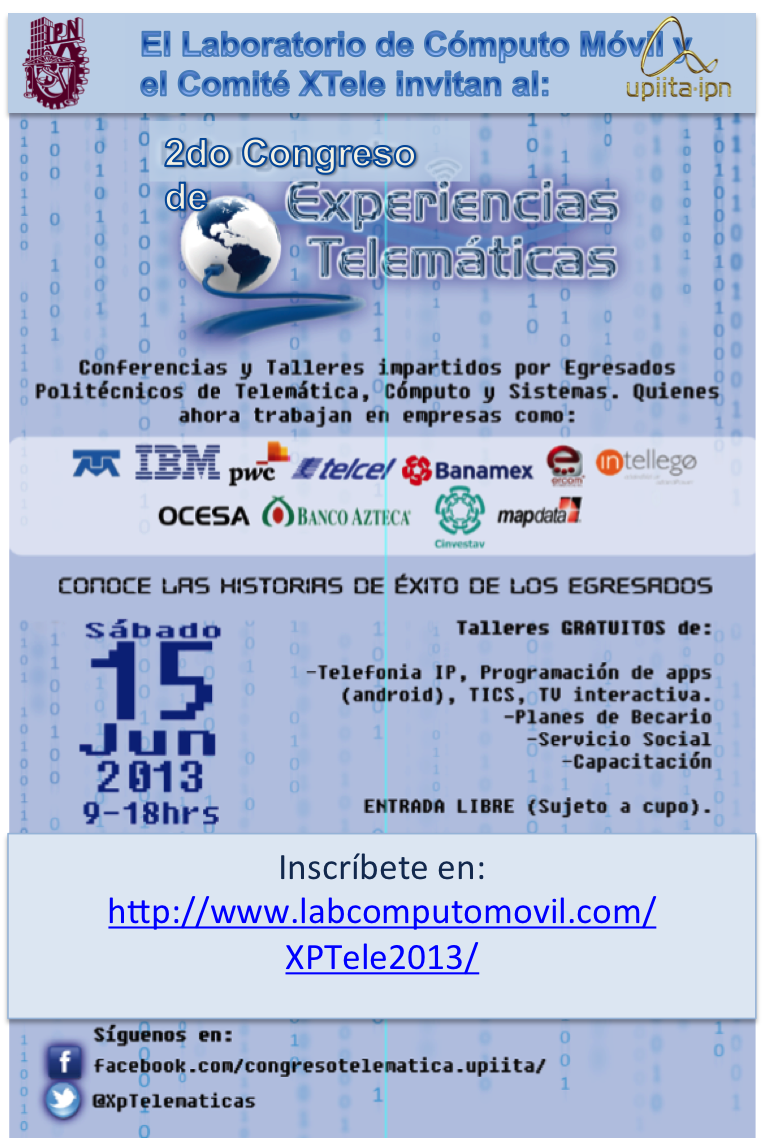 IPN
El Laboratorio de Cómputo Móvil y
el Comité XTele invitan al:
upiita·ipn
2do Congreso
de
Experiencias
Telemáticas
Conferencias y Talleres impartidos por Egresados
Politécnicos de Telemática, Cómputo y Sistemas. Quienes
ahora trabajan en empresas como:
IBM pwc telcel Banamex ercom intellego
OCESA BANCO AZTECA Cinvestav mapdata
CONOCE LAS HISTORIAS DE ÉXITO DE LOS EGRESADOS
Sábado
15
Jun
2013
9-18hrs
Talleres GRATUITOS de:
-Telefonia IP, Programación de apps
(android), TICS, TV interactiva.
-Planes de Becario
-Servicio Social
-Capacitación
ENTRADA LIBRE (Sujeto a cupo).
Inscríbete en:
http://www.labcomputomovil.com/
XPTele2013/
Síguenos en:
facebook.com/congresotelematica.upiita/
@XpTelematicas